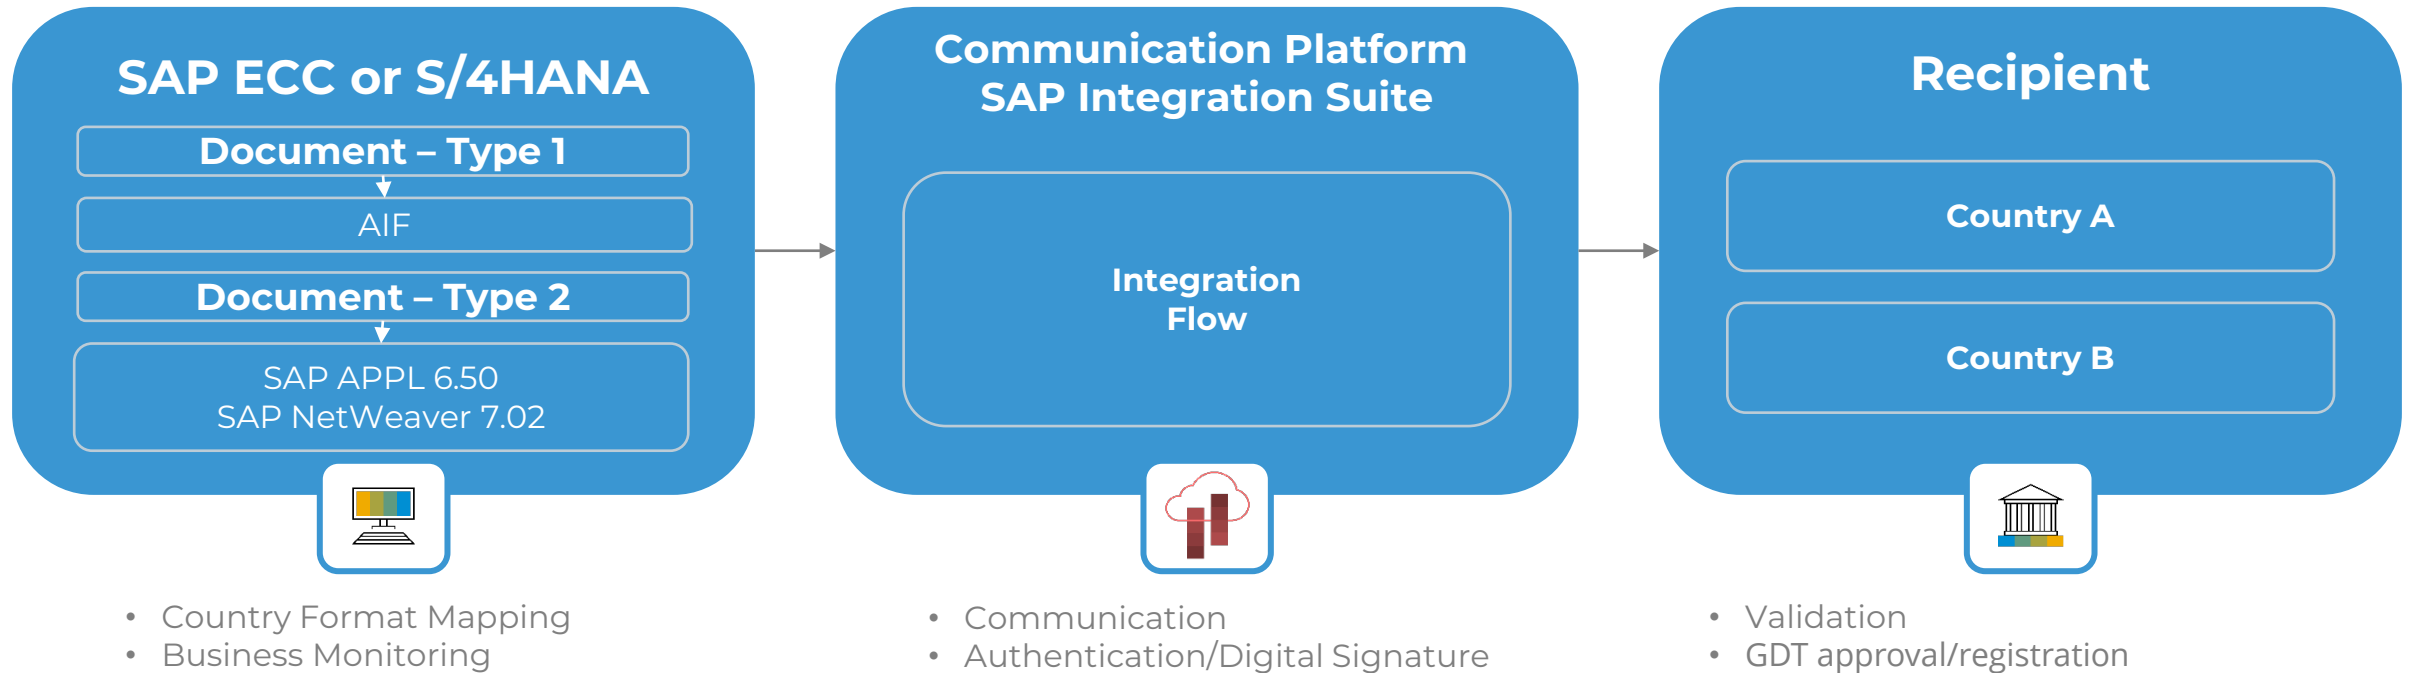 SAP ECC or S/4HANA
Document – Type 1
AIF
Document – Type 2
SAP APPL 6.50
SAP NetWeaver 7.02
• Country Format Mapping
• Business Monitoring
Communication Platform
SAP Integration Suite
Integration
Flow
• Communication
• Authentication/Digital Signature
Recipient
Country A
Country B
• Validation
• GDT approval/registration